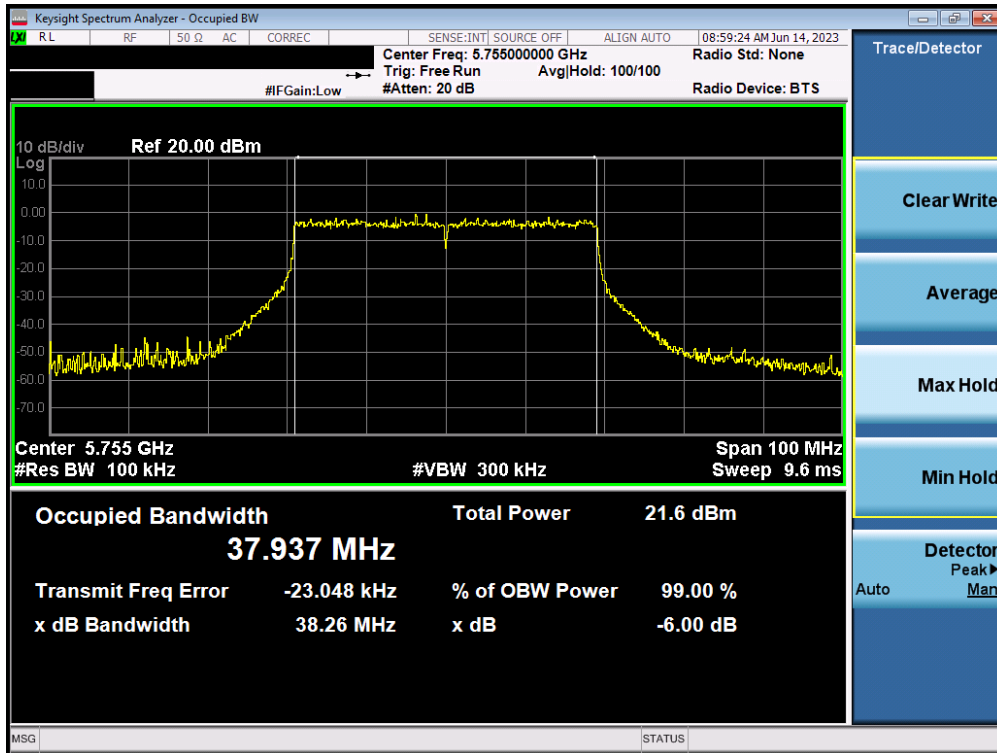 Keysight Spectrum Analyzer - Occupied BW
LXI RL RF 50 Ω AC CORREC SENSE:INT SOURCE OFF ALIGN AUTO 08:59:24 AM Jun 14, 2023
Center Freq: 5.755000000 GHz Radio Std: None
Trig: Free Run Avg|Hold: 100/100
#IFGain:Low #Atten: 20 dB Radio Device: BTS
10 dB/div Ref 20.00 dBm
Log
10.0
0.00
-10.0
-20.0
-30.0
-40.0
-50.0
-60.0
-70.0
Center 5.755 GHz Span 100 MHz
#Res BW 100 kHz #VBW 300 kHz Sweep 9.6 ms
Occupied Bandwidth Total Power 21.6 dBm
37.937 MHz
Transmit Freq Error -23.048 kHz % of OBW Power 99.00 %
x dB Bandwidth 38.26 MHz x dB -6.00 dB
MSG STATUS
Trace/Detector
Clear Write
Average
Max Hold
Min Hold
Detector
Peak
Auto Man